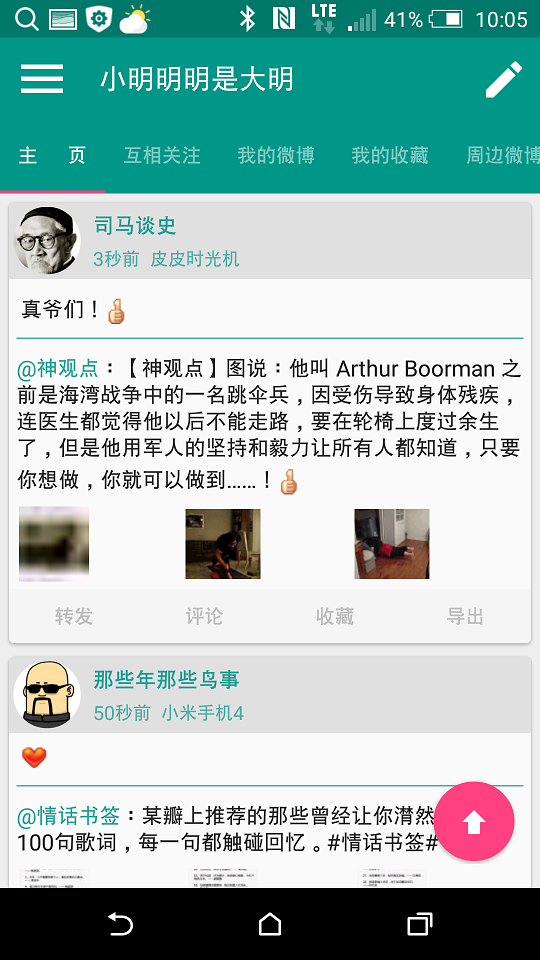 LTE 41% 10:05
小明明明是大明
主 页 互相关注 我的微博 我的收藏 周边微博
司马谈史
3秒前 皮皮时光机
真爷们！
@神观点：【神观点】图说：他叫 Arthur Boorman 之
前是海湾战争中的一名跳伞兵，因受伤导致身体残疾，
连医生都觉得他以后不能走路，要在轮椅上度过余生
了，但是他用军人的坚持和毅力让所有人都知道，只要
你想做，你就可以做到......！
转发 评论 收藏 导出
那些年那些鸟事
50秒前 小米手机4
@情话书签：某瓣上推荐的那些曾经让你潸然
100句歌词，每一句都触碰回忆。#情话书签#